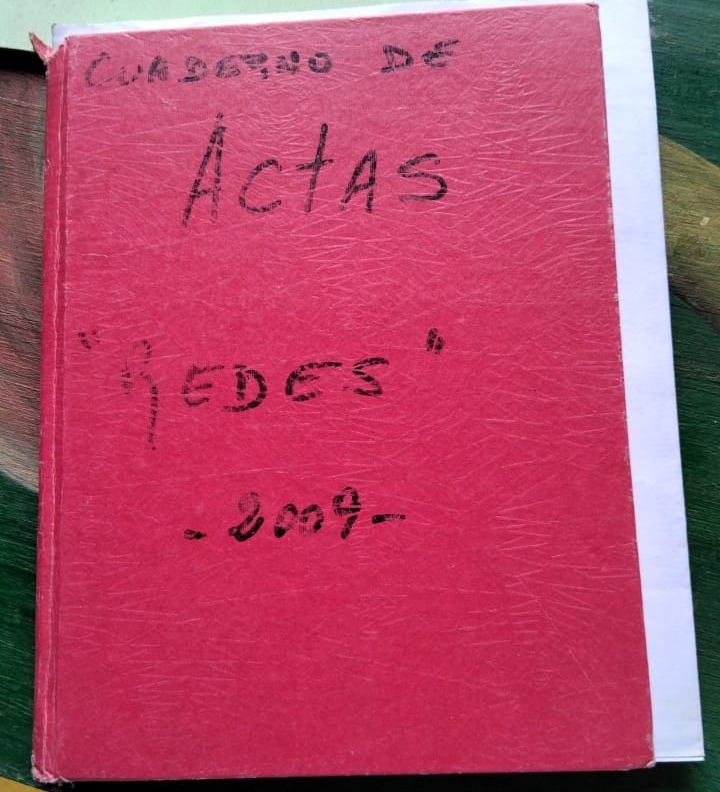 CUADERNO DE
ACtAS
"REDES"
- 2009 -